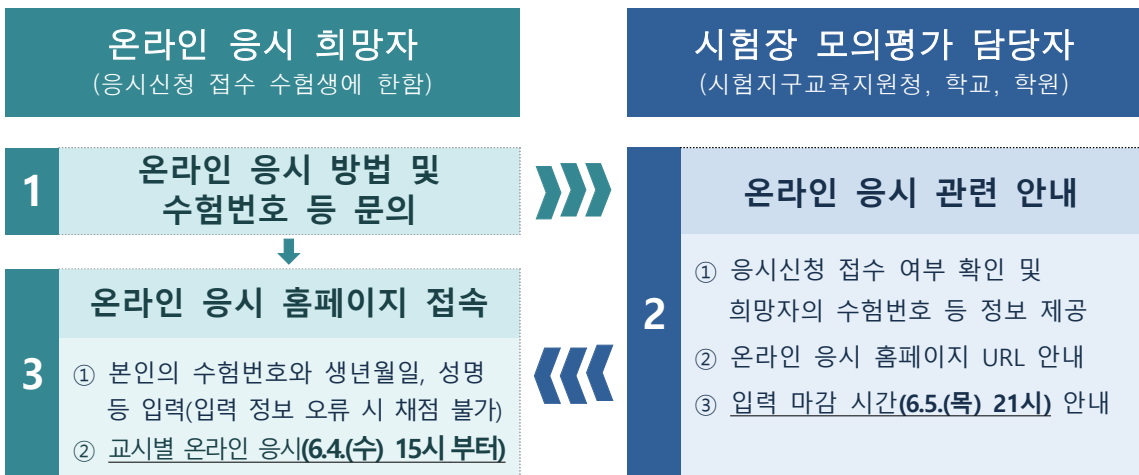 온라인 응시 희망자
(응시신청 접수 수험생에 한함)
시험장 모의평가 담당자
(시험지구교육지원청, 학교, 학원)
1
온라인 응시 방법 및
수험번호 등 문의
2
온라인 응시 관련 안내
① 응시신청 접수 여부 확인 및
희망자의 수험번호 등 정보 제공
② 온라인 응시 홈페이지 URL 안내
③ 입력 마감 시간(6.5.(목) 21시) 안내
3
온라인 응시 홈페이지 접속
① 본인의 수험번호와 생년월일, 성명
등 입력(입력 정보 오류 시 채점 불가)
② 교시별 온라인 응시(6.4.(수) 15시 부터)